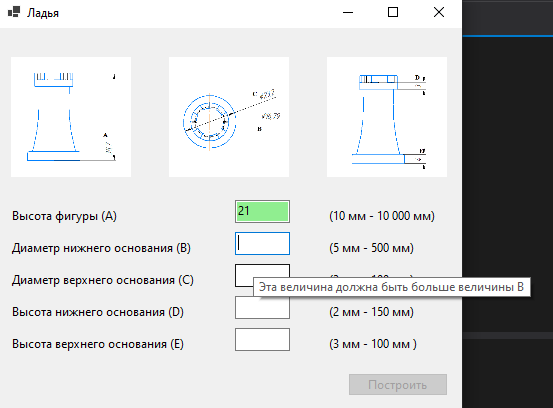 Ладья
C
B
A
D
Высота фигуры (A)
21
(10 мм - 10 000 мм)
Диаметр нижнего основания (B)
(5 мм - 500 мм)
Диаметр верхнего основания (C)
Эта величина должна быть больше величины B
Высота нижнего основания (D)
(2 мм - 150 мм)
Высота верхнего основания (E)
(3 мм - 100 мм )
Построить